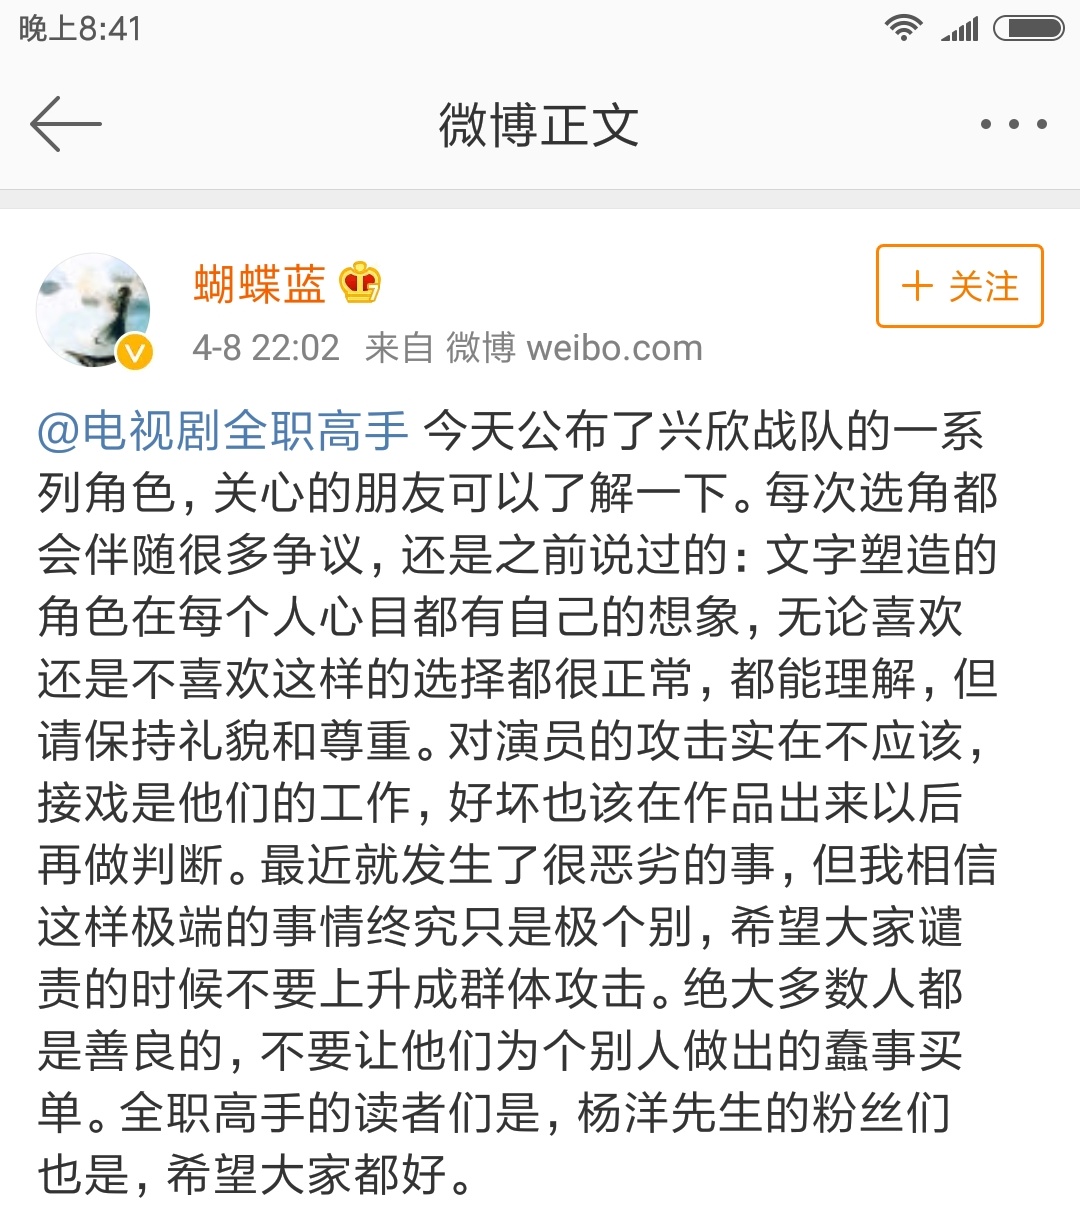 晚上8:41
微博正文
蝴蝶蓝
+ 关注
4-8 22:02 来自 微博 weibo.com
@电视剧全职高手 今天公布了兴欣战队的一系
列角色，关心的朋友可以了解一下。每次选角都
会伴随很多争议，还是之前说过的：文字塑造的
角色在每个人心目都有自己的想象，无论喜欢
还是不喜欢这样的选择都很正常，都能理解，但
请保持礼貌和尊重。对演员的攻击实在不应该，
接戏是他们的工作，好坏也该在作品出来以后
再做判断。最近就发生了很恶劣的事，但我相信
这样极端的事情终究只是极个别，希望大家谴
责的时候不要上升成群体攻击。绝大多数人都
是善良的，不要让他们为个别人做出的蠢事买
单。全职高手的读者们是，杨洋先生的粉丝们
也是，希望大家都好。